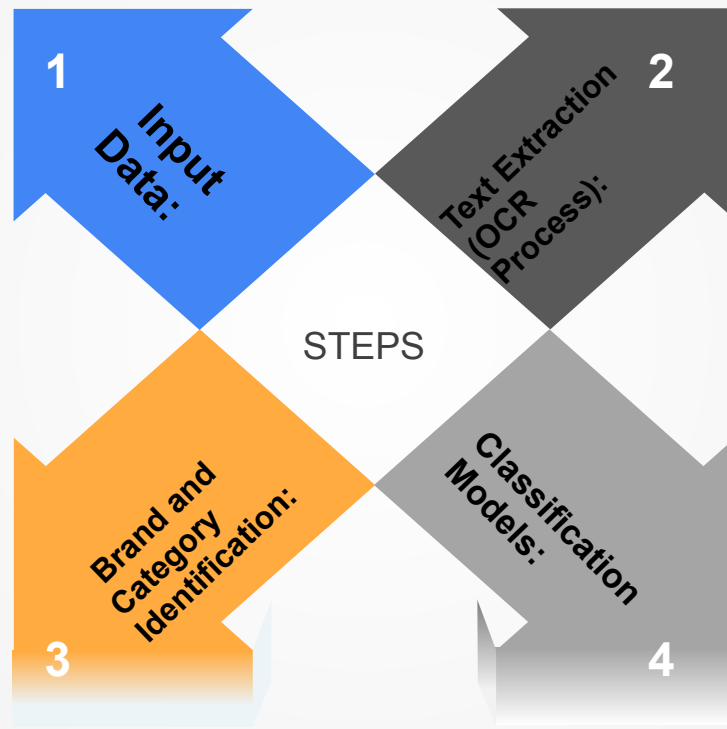 1
Input
Data:
2
Text Extraction
(OCR
Process):
STEPS
3
Brand and
Category
Identification:
4
Classification
Models: